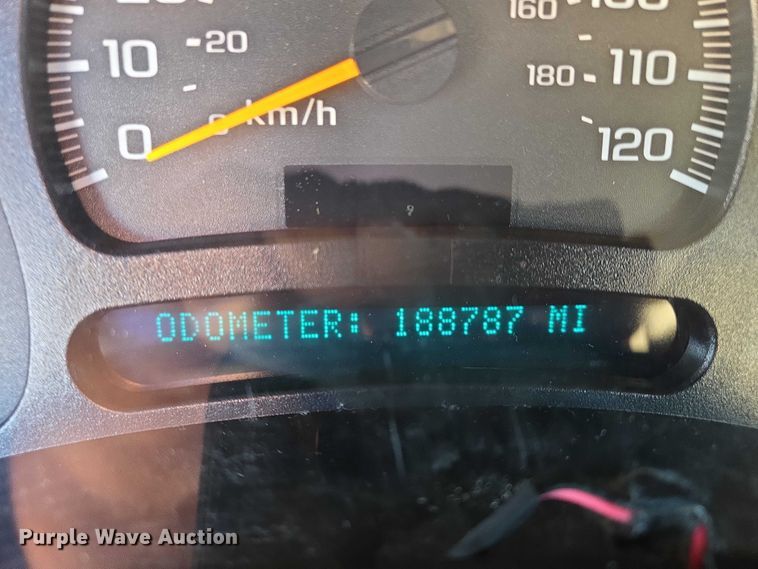 160
10 20 180 110
0 km/h 120
ODOMETER: 188787 MI
Purple Wave Auction